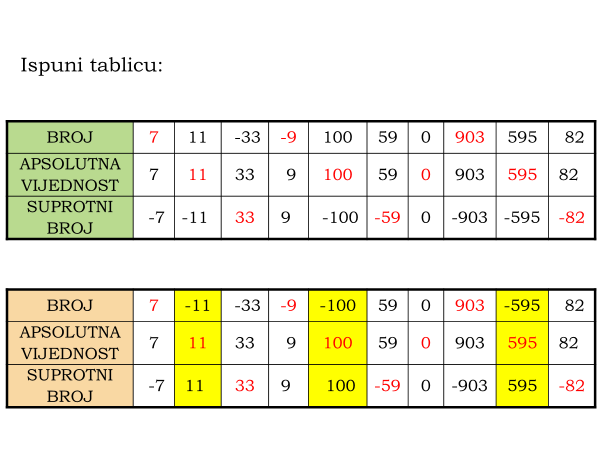 Ispuni tablicu:
BROJ 7 11 -33 -9 100 59 0 903 595 82
APSOLUTNA
VIJEDNOST 7 11 33 9 100 59 0 903 595 82
SUPROTNI
BROJ -7 -11 33 9 -100 -59 0 -903 -595 -82
BROJ 7 -11 -33 -9 -100 59 0 903 -595 82
APSOLUTNA
VIJEDNOST 7 11 33 9 100 59 0 903 595 82
SUPROTNI
BROJ -7 11 33 9 100 -59 0 -903 595 -82